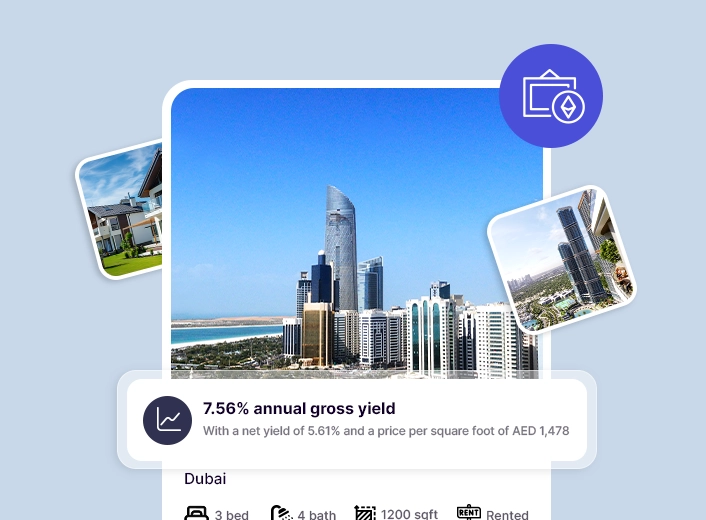 7.56% annual gross yield
With a net yield of 5.61% and a price per square foot of AED 1,478
Dubai
3 bed 4 bath 1200 sqft RENT Rented